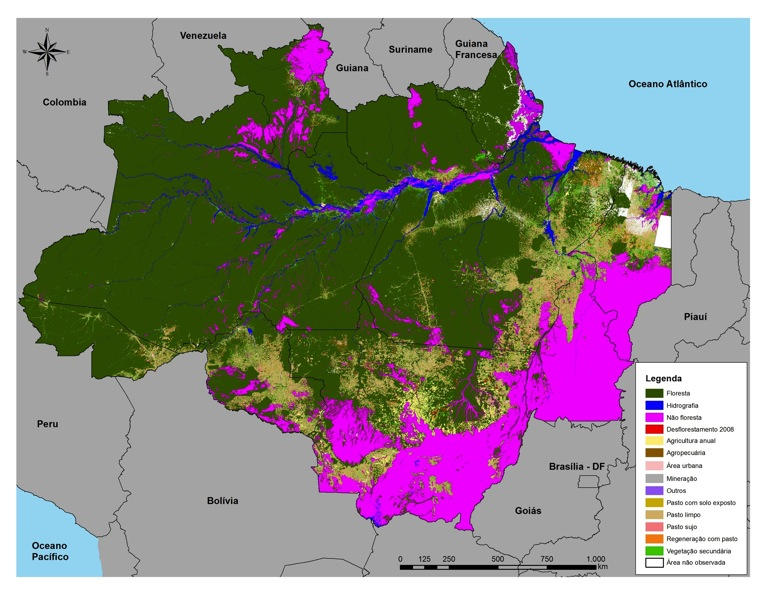 N
W
E
S
Venezuela
Guiana
Suriname
Guiana
Francesa
Colombia
Oceano Atlântico
Piauí
Peru
Bolívia
Brasília - DF
Goiás
Oceano
Pacífico
Legenda
Floresta
Hidrografia
Não floresta
Desflorestamento 2008
Agricultura anual
Agropecuária
Área urbana
Mineração
Outros
Pasto com solo exposto
Pasto limpo
Pasto sujo
Regeneração com pasto
Vegetação secundária
Área não observada
0 125 250 500 750 1.000
km